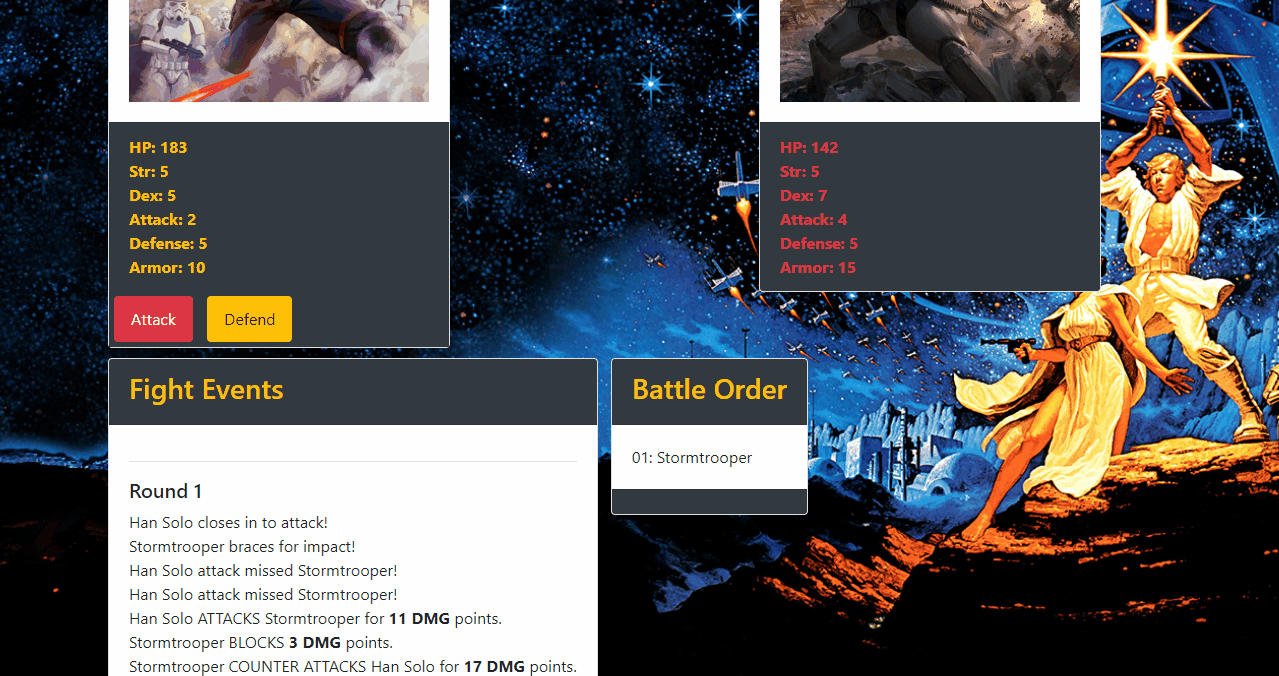 HP: 183
Str: 5
Dex: 5
Attack: 2
Defense: 5
Armor: 10
Attack
Defend
HP: 142
Str: 5
Dex: 7
Attack: 4
Defense: 5
Armor: 15
Fight Events
Round 1
Han Solo closes in to attack!
Stormtrooper braces for impact!
Han Solo attack missed Stormtrooper!
Han Solo attack missed Stormtrooper!
Han Solo ATTACKS Stormtrooper for 11 DMG points.
Stormtrooper BLOCKS 3 DMG points.
Stormtrooper COUNTER ATTACKS Han Solo for 17 DMG points.
Battle Order
01: Stormtrooper